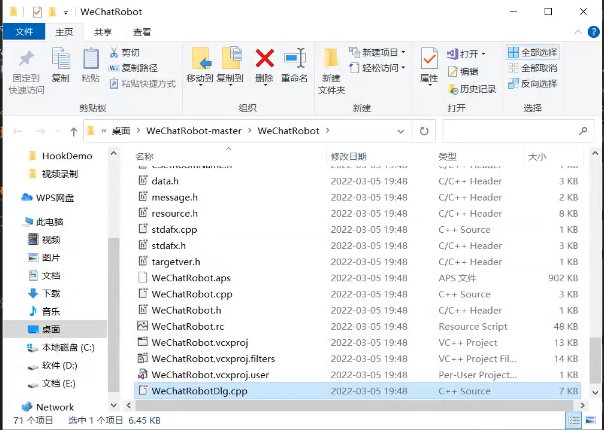 WeChatRobot
文件 主页 共享 查看
固定到快速访问 复制 粘贴 剪切 复制路径 粘贴快捷方式 移动到 复制到 删除 重命名 新建文件夹 新建项目 轻松访问 属性 打开 编辑 历史记录 全部选择 全部取消 反向选择
剪贴板 组织 新建 打开 选择
« 桌面 > WeChatRobot-master > WeChatRobot >
名称 修改日期 类型 大小
HookDemo
视频录制
WPS网盘
此电脑
视频
图片
文档
下载
音乐
桌面
本地磁盘 (C:)
软件 (D:)
文档 (E:)
Network
data.h 2022-03-05 19:48 C/C++ Header 3 KB
message.h 2022-03-05 19:48 C/C++ Header 2 KB
resource.h 2022-03-05 19:48 C/C++ Header 8 KB
stdafx.cpp 2022-03-05 19:48 C++ Source 1 KB
stdafx.h 2022-03-05 19:48 C/C++ Header 3 KB
targetver.h 2022-03-05 19:48 C/C++ Header 1 KB
WeChatRobot.aps 2022-03-05 19:48 APS 文件 902 KB
WeChatRobot.cpp 2022-03-05 19:48 C++ Source 3 KB
WeChatRobot.h 2022-03-05 19:48 C/C++ Header 1 KB
WeChatRobot.rc 2022-03-05 19:48 Resource Script 48 KB
WeChatRobot.vcxproj 2022-03-05 19:48 VC++ Project 13 KB
WeChatRobot.vcxproj.filters 2022-03-05 19:48 VC++ Project Fil... 14 KB
WeChatRobot.vcxproj.user 2022-03-05 19:48 Per-User Project... 1 KB
WeChatRobotDlg.cpp 2022-03-05 19:48 C++ Source 7 KB
71 个项目 选中 1 个项目 6.45 KB